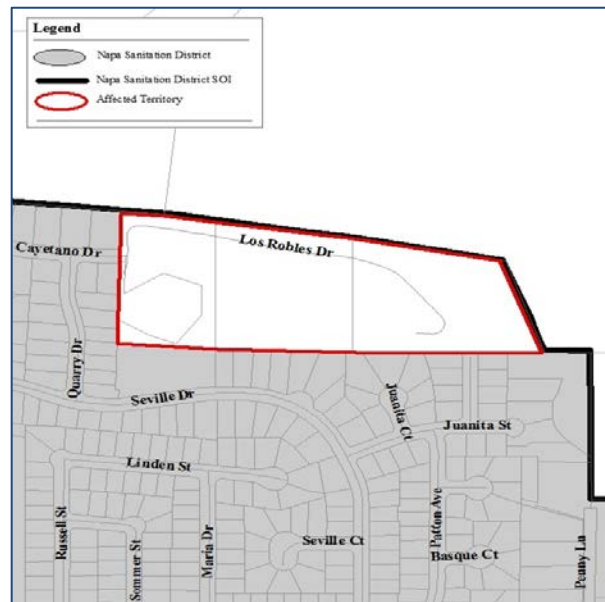 Legend
Napa Sanitation District
Napa Sanitation District SOI
Affected Territory
Los Robles Dr
Cayetano Dr
Quarry Dr
Seville Dr
Juanita Ct
Juanita St
Linden St
Russell St
Sommer St
Maria Dr
Seville Ct
Patton Ave
Basque Ct
Penny Ln